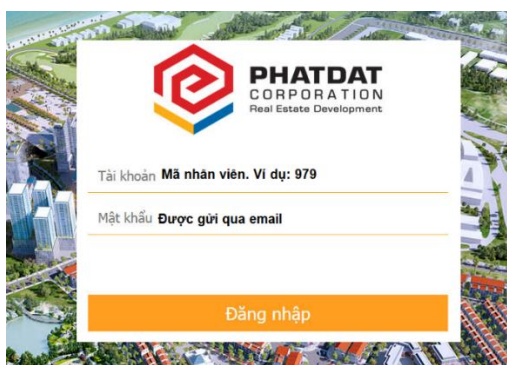 PHATDAT
CORPORATION
Real Estate Development
Tài khoản Mã nhân viên. Ví dụ: 979
Mật khẩu Được gửi qua email
Đăng nhập